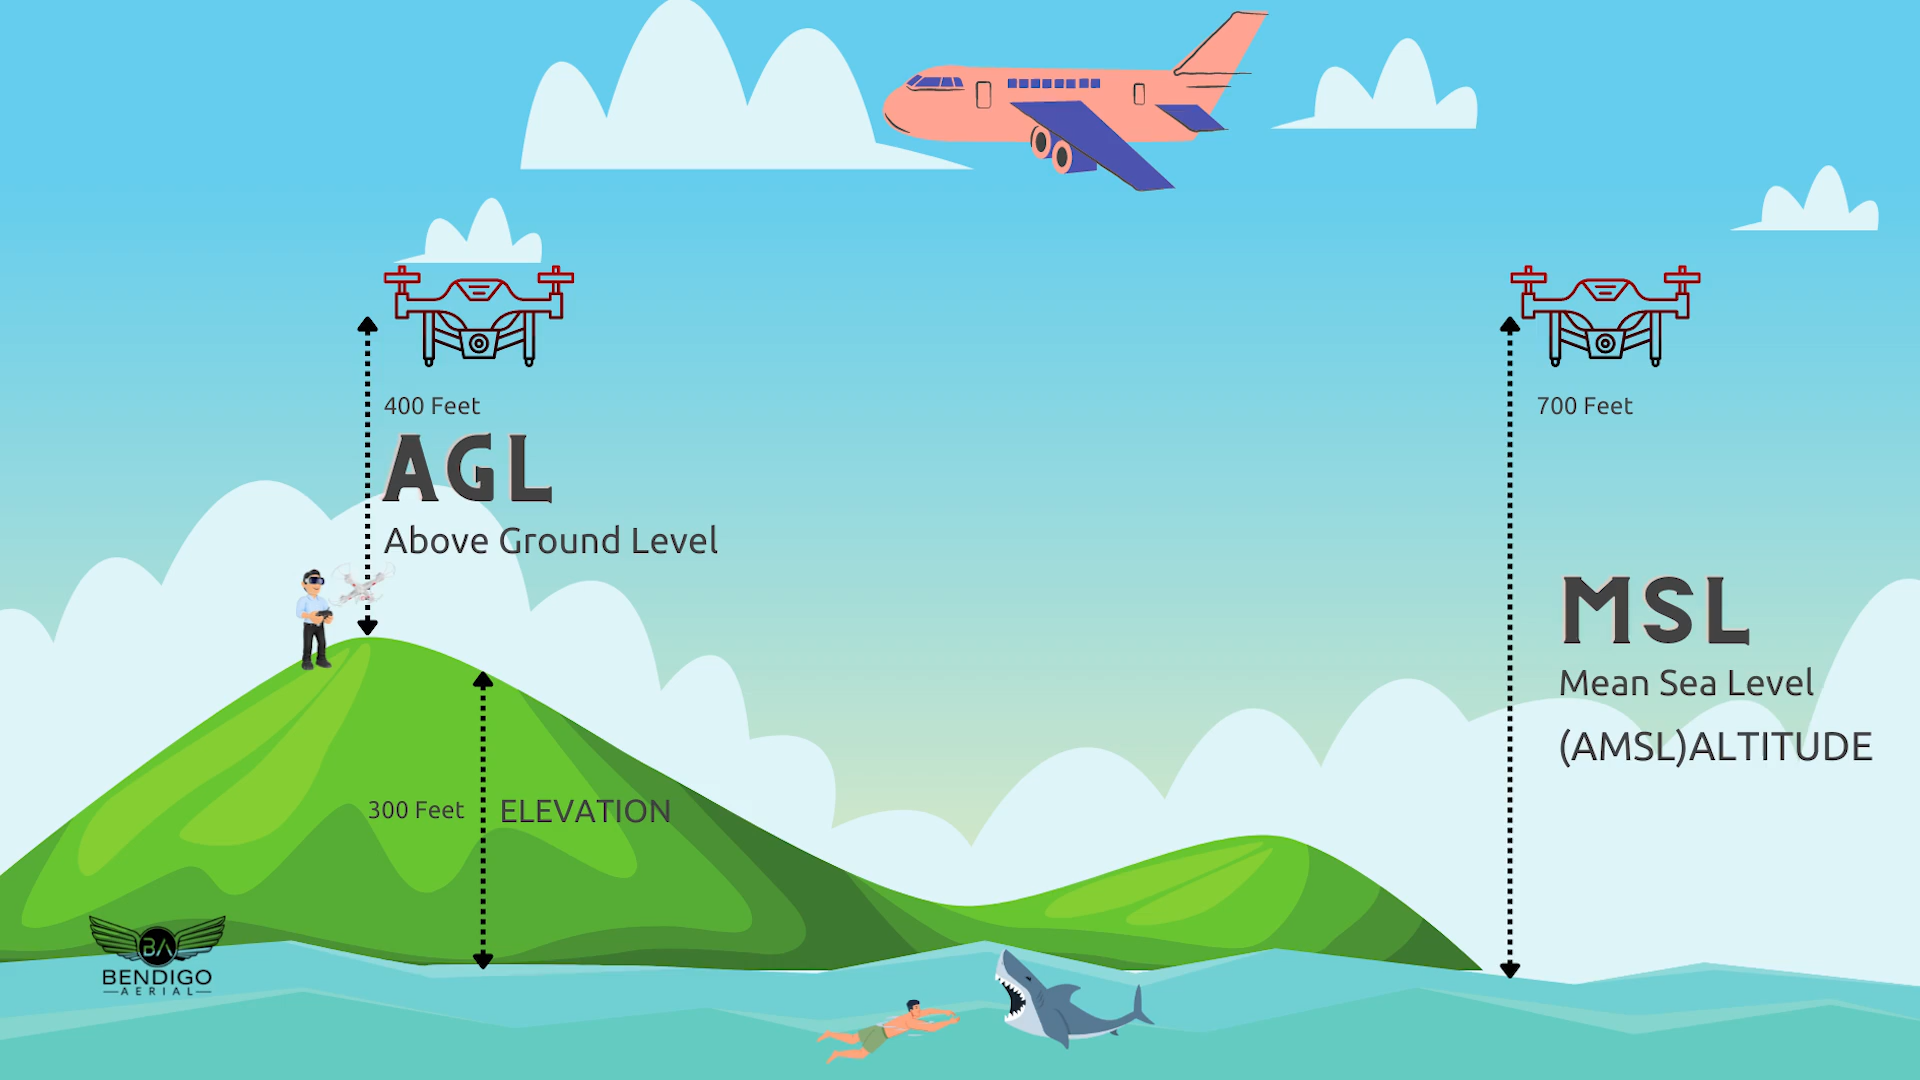 400 Feet
AGL
Above Ground Level
300 Feet
ELEVATION
700 Feet
MSL
Mean Sea Level
(AMSL)ALTITUDE
BA
BENDIGO
AERIAL